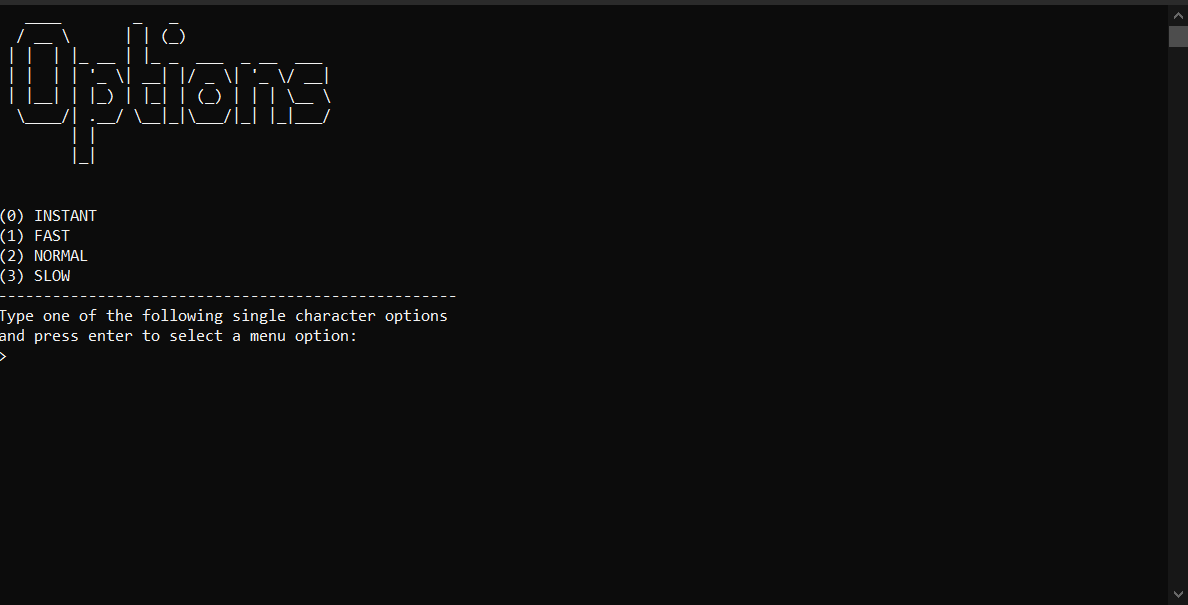 Options
(0) INSTANT
(1) FAST
(2) NORMAL
(3) SLOW
---------------------------------------------------
Type one of the following single character options
and press enter to select a menu option:
>